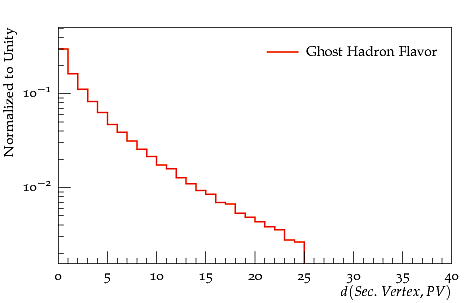 Normalized to Unity
Ghost Hadron Flavor
10⁻¹
10⁻²
0 5 10 15 20 25 30 35 40
d(Sec. Vertex, PV)